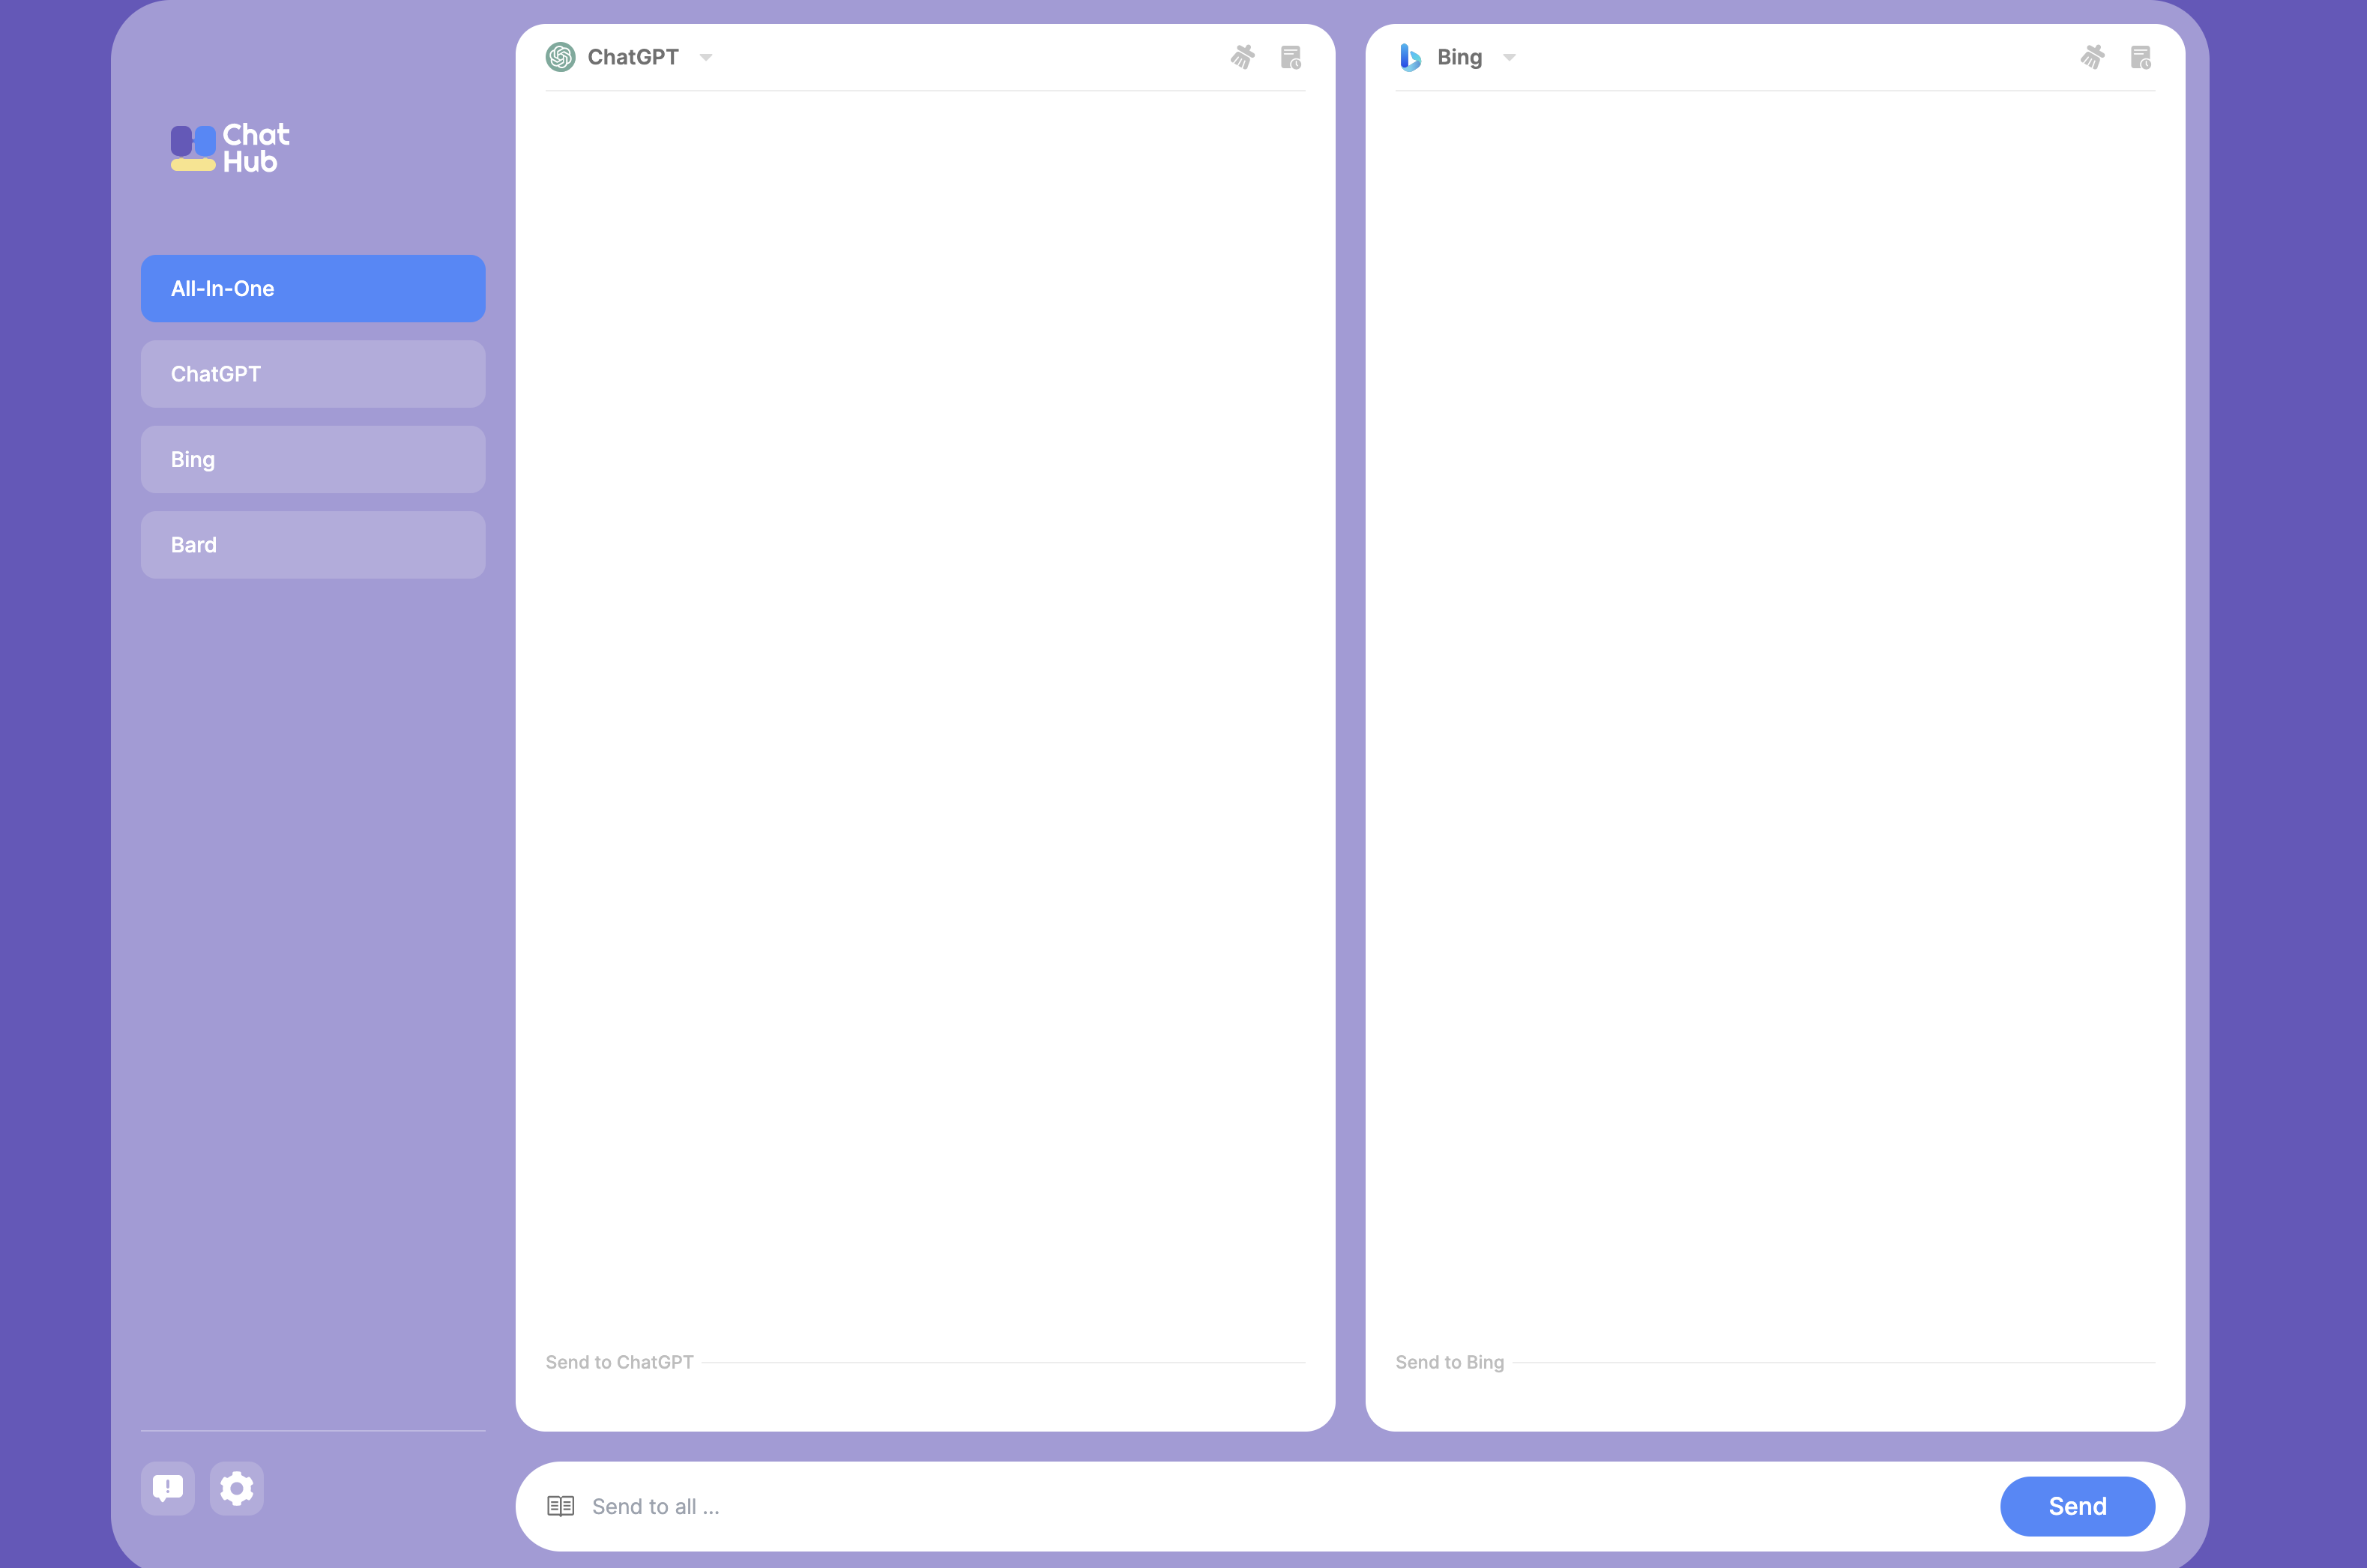 Chat
Hub
All-In-One
ChatGPT
Bing
Bard
ChatGPT
Send to ChatGPT
Bing
Send to Bing
Send to all ...
Send